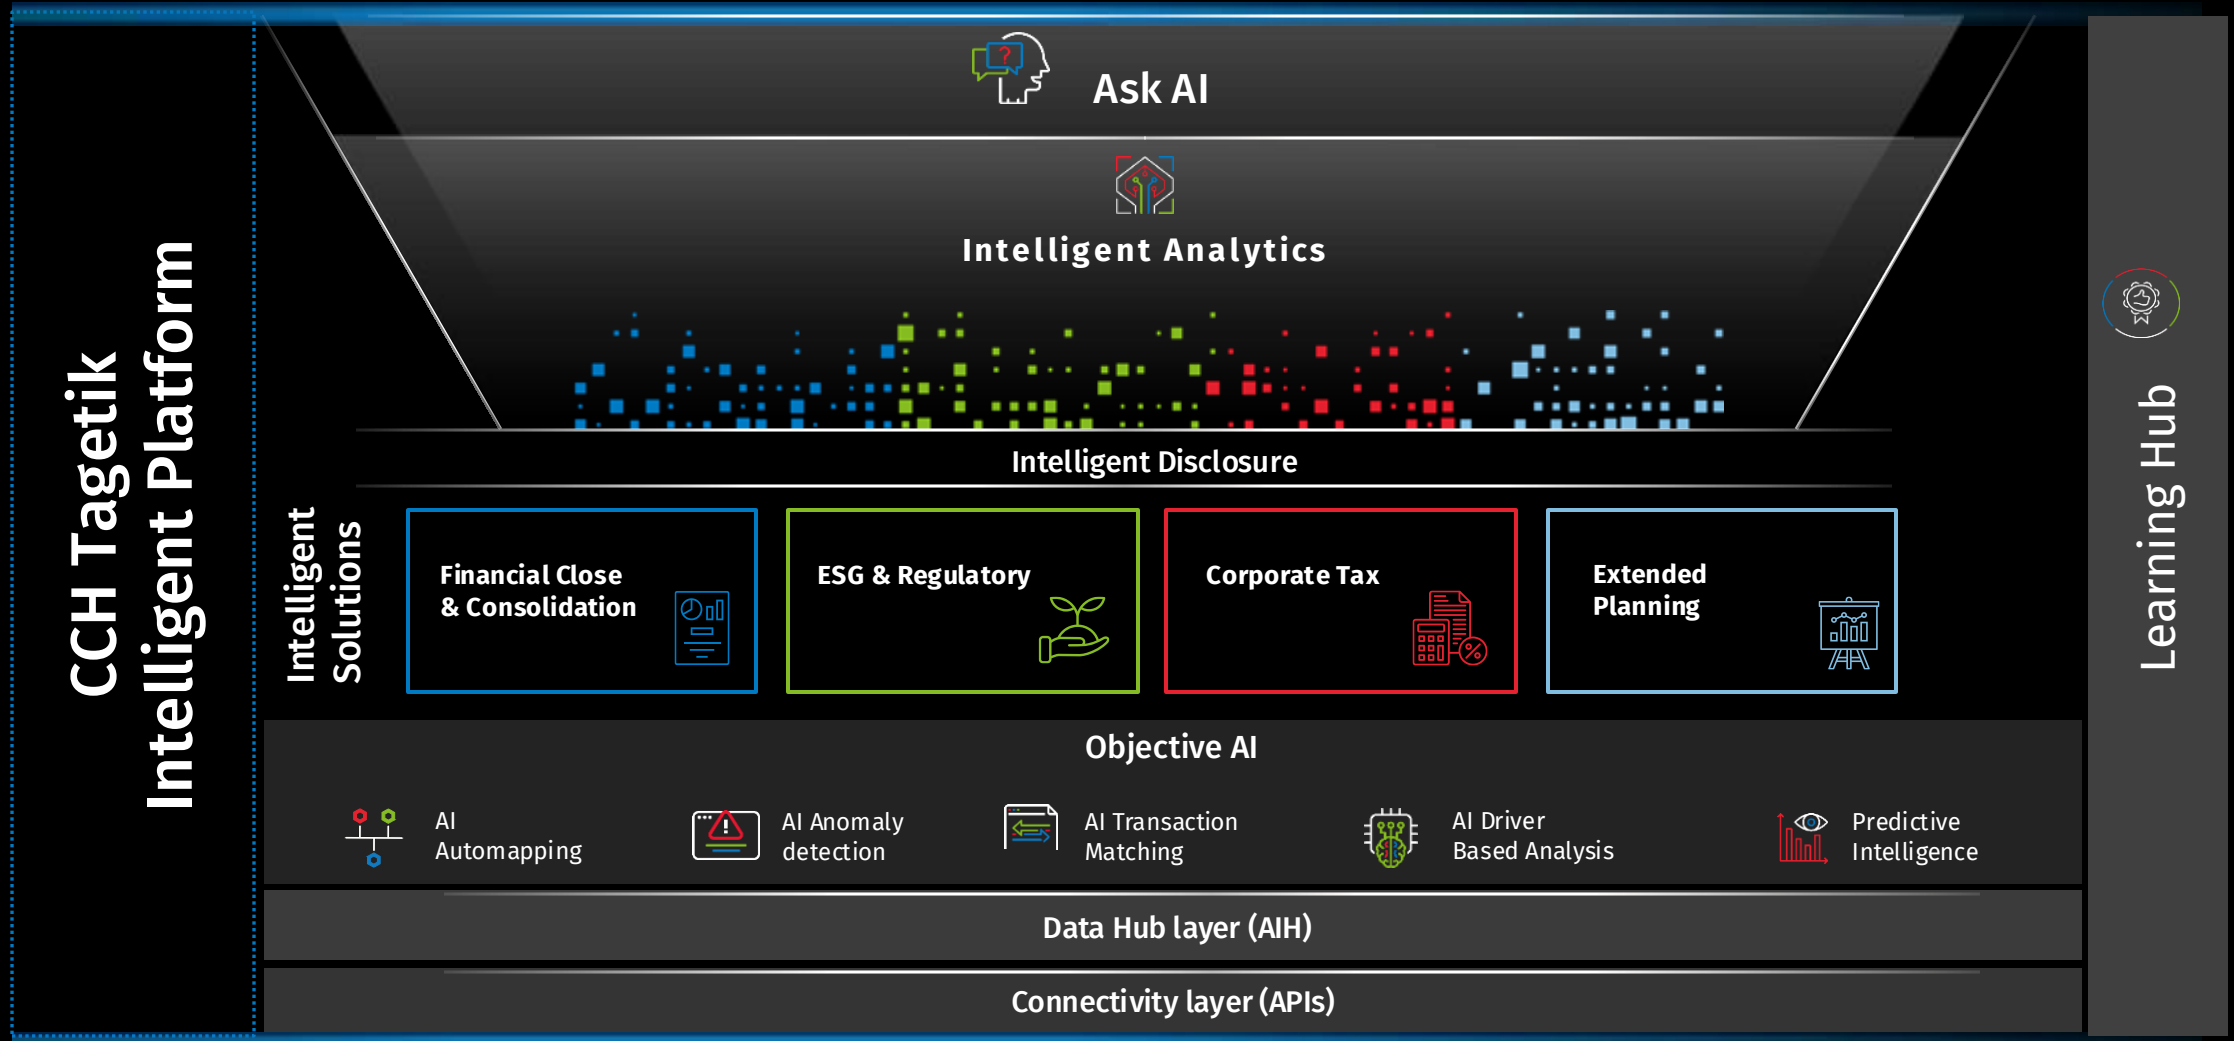 CCH Tagetik
Intelligent Platform
Ask AI
Intelligent Analytics
Intelligent Disclosure
Intelligent
Solutions
Financial Close
& Consolidation
ESG & Regulatory
Corporate Tax
Extended
Planning
Objective AI
AI
Automapping
AI Anomaly
detection
AI Transaction
Matching
AI Driver
Based Analysis
Predictive
Intelligence
Data Hub layer (AIH)
Connectivity layer (APIs)
Learning Hub